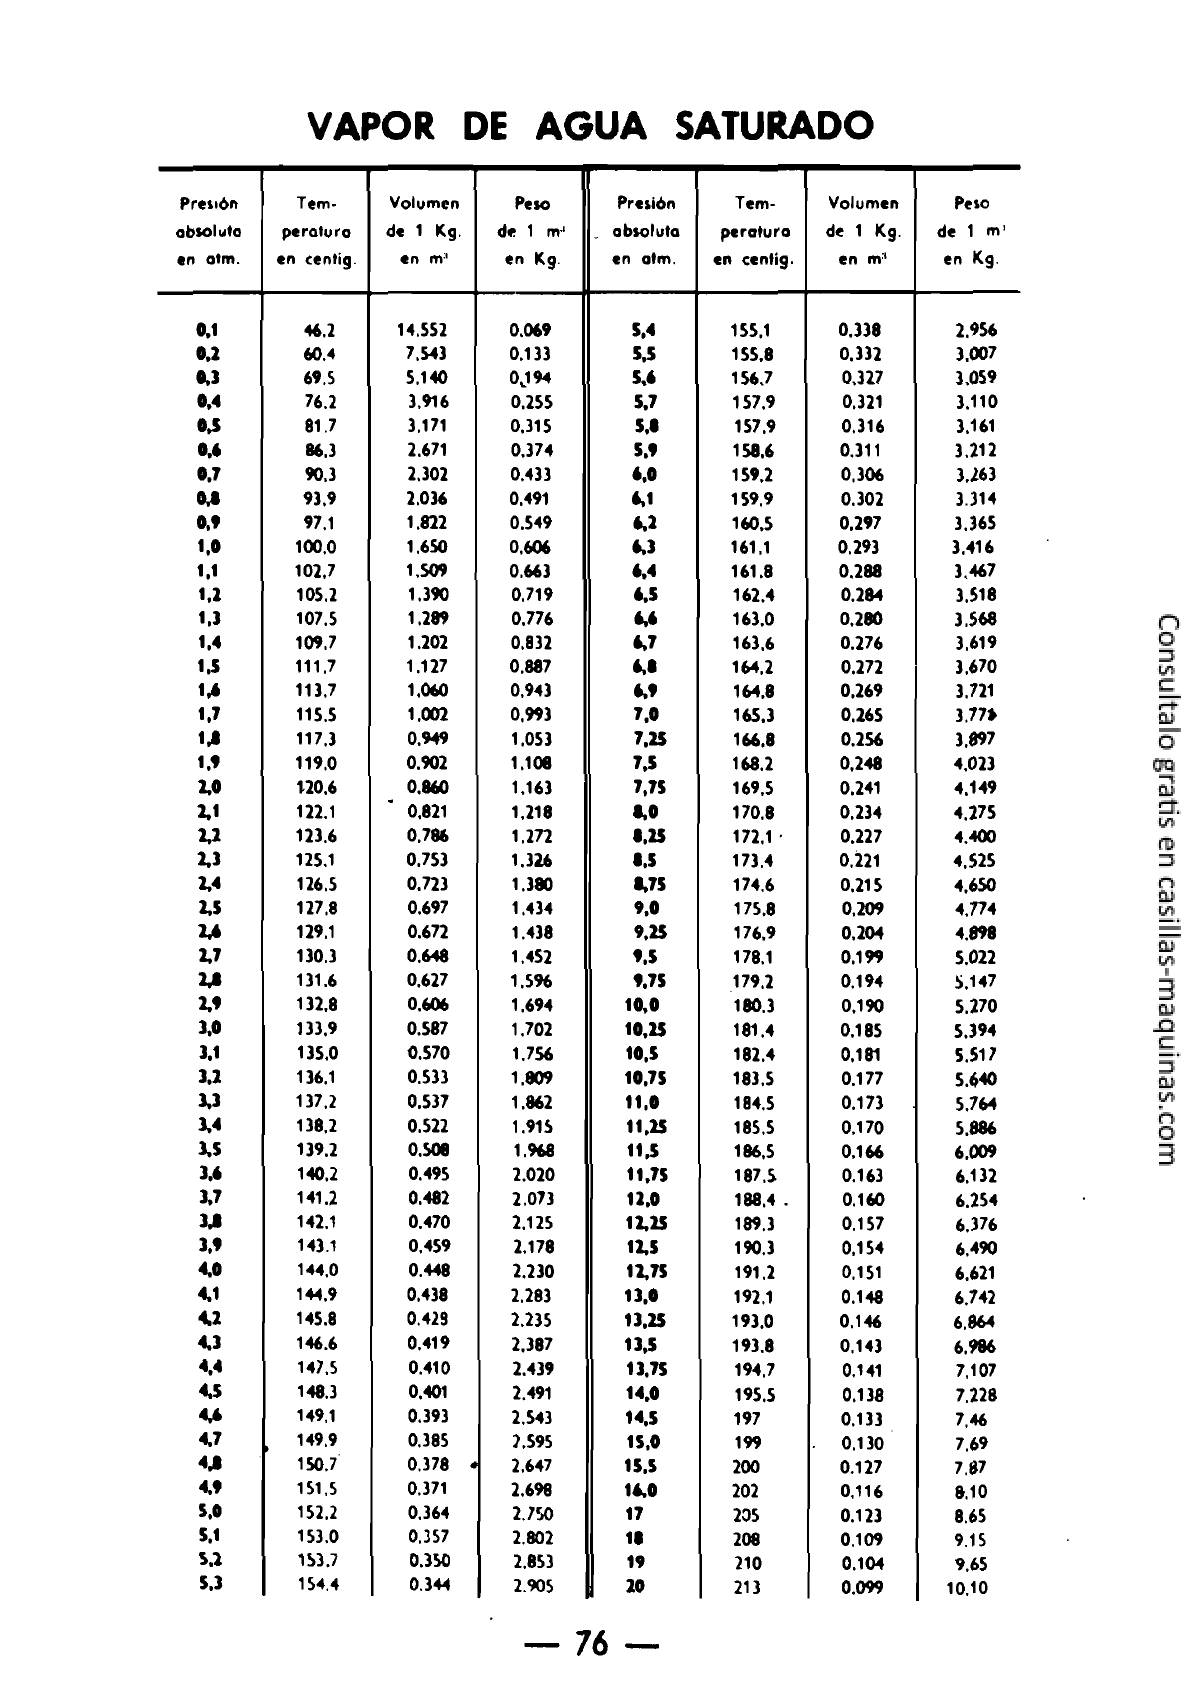 VAPOR DE AGUA SATURADO
Presión Tem- Volumen Peso Presión Tem- Volumen Peso
absoluta peratura de 1 Kg. de 1 m³ absoluta peratura de 1 Kg. de 1 m³
en atm. en centig. en m³ en Kg. en atm. en centig. en m³ en Kg.
0,1 46.2 14.552 0.069 5,4 155,1 0.338 2.956
0,2 60.4 7.543 0.133 5,5 155,8 0.332 3.007
0,3 69.5 5.140 0,194 5,6 156,7 0.327 3.059
0,4 76.2 3.916 0.255 5,7 157,9 0,321 3.110
0,5 81.7 3.171 0.315 5,8 157,9 0.316 3.161
0,6 86,3 2.671 0.374 5,9 158,6 0.311 3.212
0,7 90,3 2,302 0.433 6,0 159,2 0,306 3,263
0,8 93,9 2,036 0,491 6,1 159,9 0.302 3.314
0,9 97.1 1.822 0.549 6,2 160,5 0,297 3.365
1,0 100,0 1.650 0,606 6,3 161,1 0.293 3.416
1,1 102,7 1,509 0.663 6,4 161.8 0.288 3.467
1,2 105,2 1.390 0,719 6,5 162,4 0.284 3.518
1,3 107,5 1,289 0,776 6,6 163,0 0,280 3,568
1,4 109,7 1.202 0.832 6,7 163,6 0.276 3,619
1,5 111,7 1.127 0,887 6,8 164,2 0.272 3,670
1,6 113,7 1,060 0,943 6,9 164,8 0,269 3,721
1,7 115.5 1,002 0,993 7,0 165,3 0,265
1,8 117,3 0,949 1,053 7,25 166,8 0.256 3,897
1,9 119,0 0.902 1,108 7,5 168.2 0,248 4.023
2,0 120,6 0.860 1,163 7,75 169,5 0.241 4,149
2,1 122.1 0,821 1,218 8,0 170.8 0,234 4,275
2,2 123,6 0,786 1,272 8,25 172,1 0,227 4.400
2,3 125.1 0,753 1.326 8,5 173.4 0.221 4,525
2,4 126,5 0,723 1.380 8,75 174,6 0,215 4,650
2,5 127,8 0,697 1,434 9,0 175,8 0,209 4,774
2,6 129,1 0.672 1.438 9,25 176,9 0,204 4.898
2,7 130.3 0.648 1.452 9,5 178.1 0,199 5,022
2,8 131.6 0,627 1.596 9,75 179,2 0.194 5,147
2,9 132,8 0,606 1.694 10,0 180.3 0,190 5,270
3,0 133,9 0.587 1.702 10,25 181.4 0.185 5,394
3,1 135,0 0.570 1.756 10,5 182.4 0,181 5.517
3,2 136.1 0.533 1,809 10,75 183.5 0.177 5,640
3,3 137,2 0,537 1,862 11,0 184.5 0.173 5,764
3,4 138,2 0.522 1.915 11,25 185,5 0.170 5,886
3,5 139.2 0.508 1.968 11,5 186,5 0.166 6,009
3,6 140,2 0.495 2.020 11,75 187,5 0.163 6,132
3,7 141.2 0.482 2.073 12,0 188,4 0,160 6.254
3,8 142.1 0.470 2,125 12,25 189.3 0,157 6,376
3,9 143.1 0,459 2.178 12,5 190.3 0,154 6,490
4,0 144,0 0.448 2.230 12,75 191,2 0,151 6,621
4,1 144,9 0,438 2,283 13,0 192,1 0.148 6.742
4,2 145.8 0.429 2.235 13,25 193,0 0,146 6,864
4,3 146.6 0.419 2,387 13,5 193.8 0,143 6,986
4,4 147,5 0,410 2.439 13,75 194,7 0,141 7,107
4,5 148.3 0,401 2.491 14,0 195,5 0,138 7,228
4,6 149,1 0.393 2,543 14,5 197 0,133 7,46
4,7 149,9 0.385 2,595 15,0 199 0,130 7,69
4,8 150,7 0.378 2,647 15,5 200 0.127 7,87
4,9 151,5 0.371 2.698 16,0 202 0,116 8,10
5,0 152,2 0.364 2.750 17 205 0.123 8,65
5,1 153.0 0,357 2.802 18 208 0,109 9.15
5,2 153.7 0.350 2,853 19 210 0,104 9,65
5,3 154.4 0.344 2.905 20 213 0,099 10,10
— 76 —
Consultalo gratis en casillas-maquinas.com